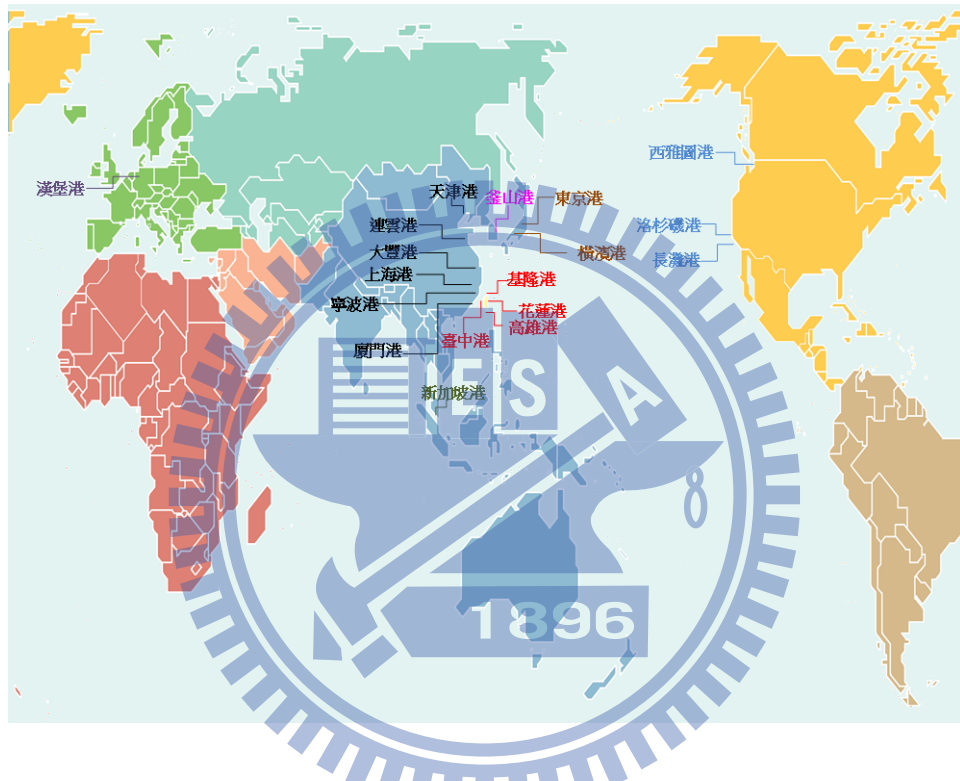 西雅圖港
漢堡港
天津港
釜山港
東京港
連雲港
洛杉磯港
大豐港
橫濱港
長灘港
上海港
基隆港
寧波港
花蓮港
高雄港
臺中港
廈門港
新加坡港
ESA
8
1896